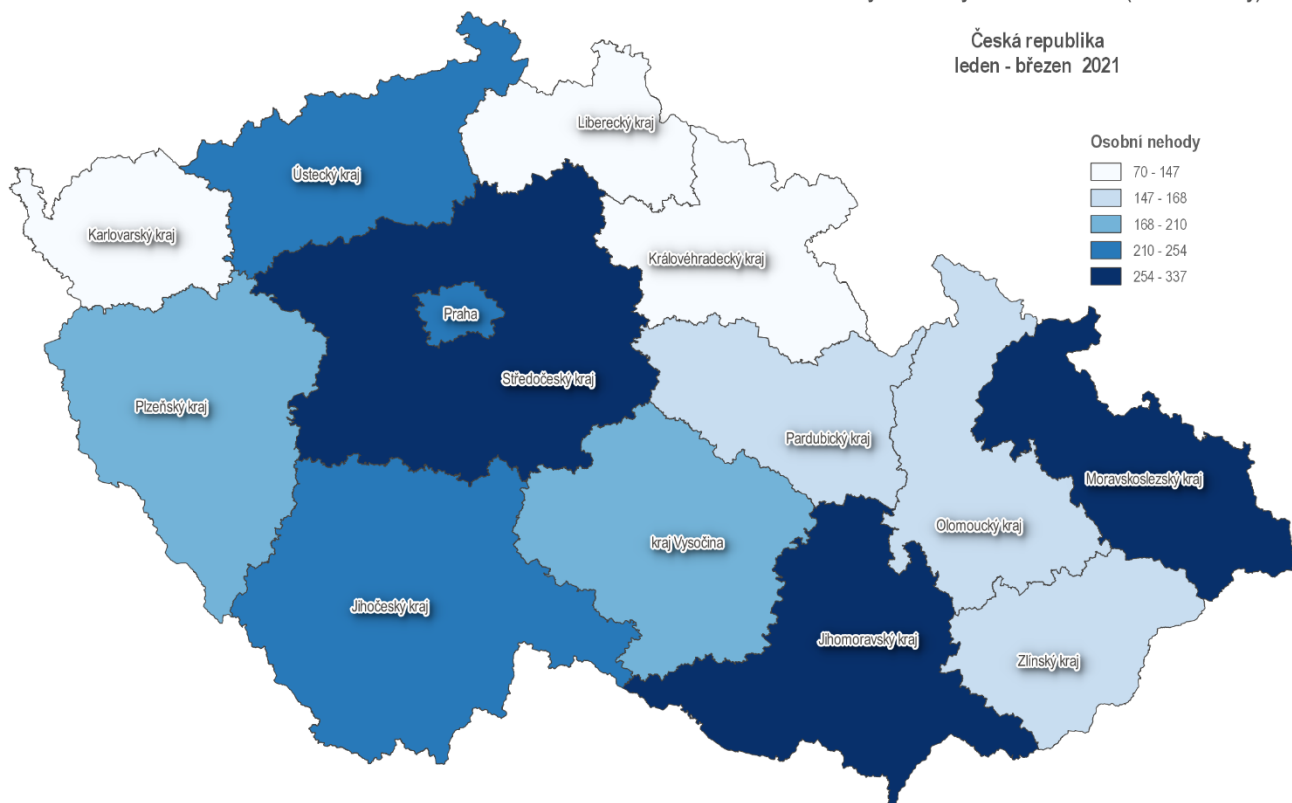 Česká republika
leden - březen 2021
Osobní nehody
70 - 147
147 - 168
168 - 210
210 - 254
254 - 337
Liberecký kraj
Ústecký kraj
Karlovarský kraj
Královéhradecký kraj
Praha
Středočeský kraj
Plzeňský kraj
Pardubický kraj
Moravskoslezský kraj
Olomoucký kraj
kraj Vysočina
Jihočeský kraj
Jihomoravský kraj
Zlínský kraj